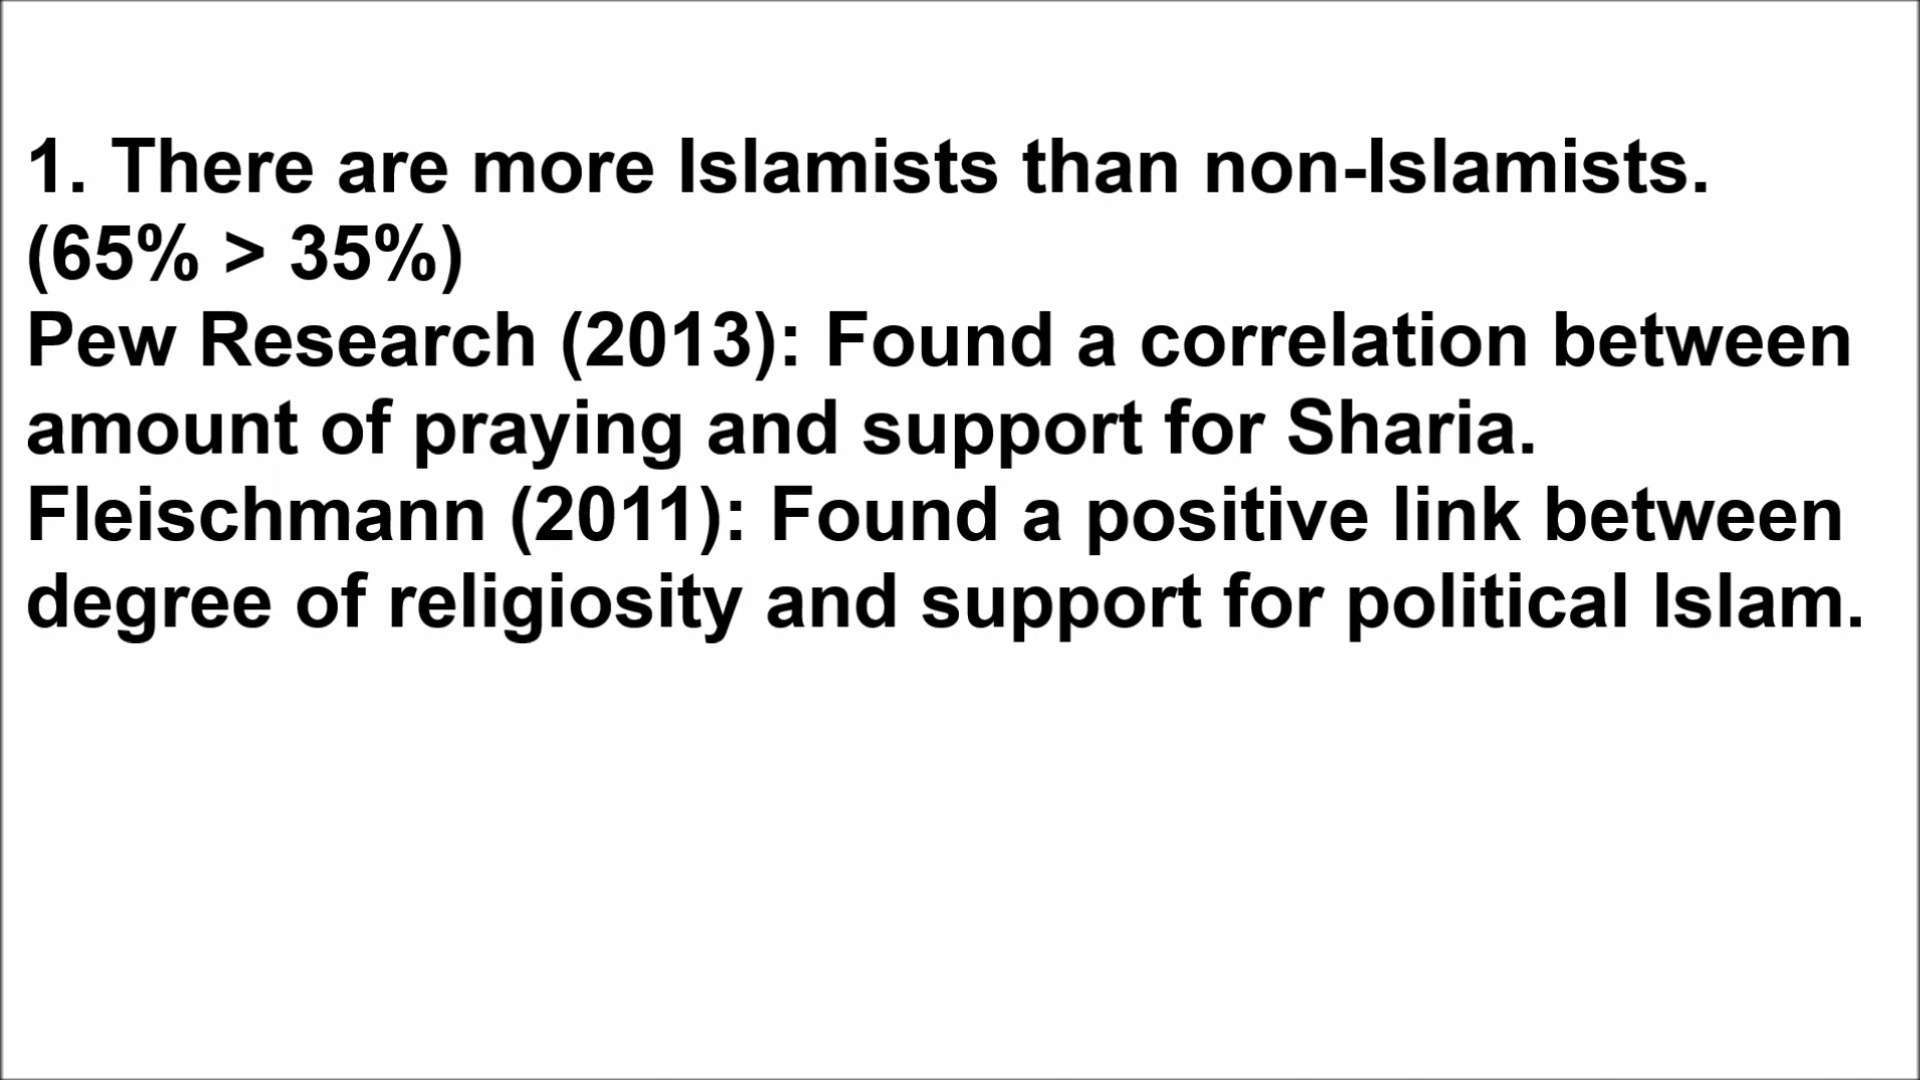 1. There are more Islamists than non-Islamists.
(65% > 35%)
Pew Research (2013): Found a correlation between
amount of praying and support for Sharia.
Fleischmann (2011): Found a positive link between
degree of religiosity and support for political Islam.